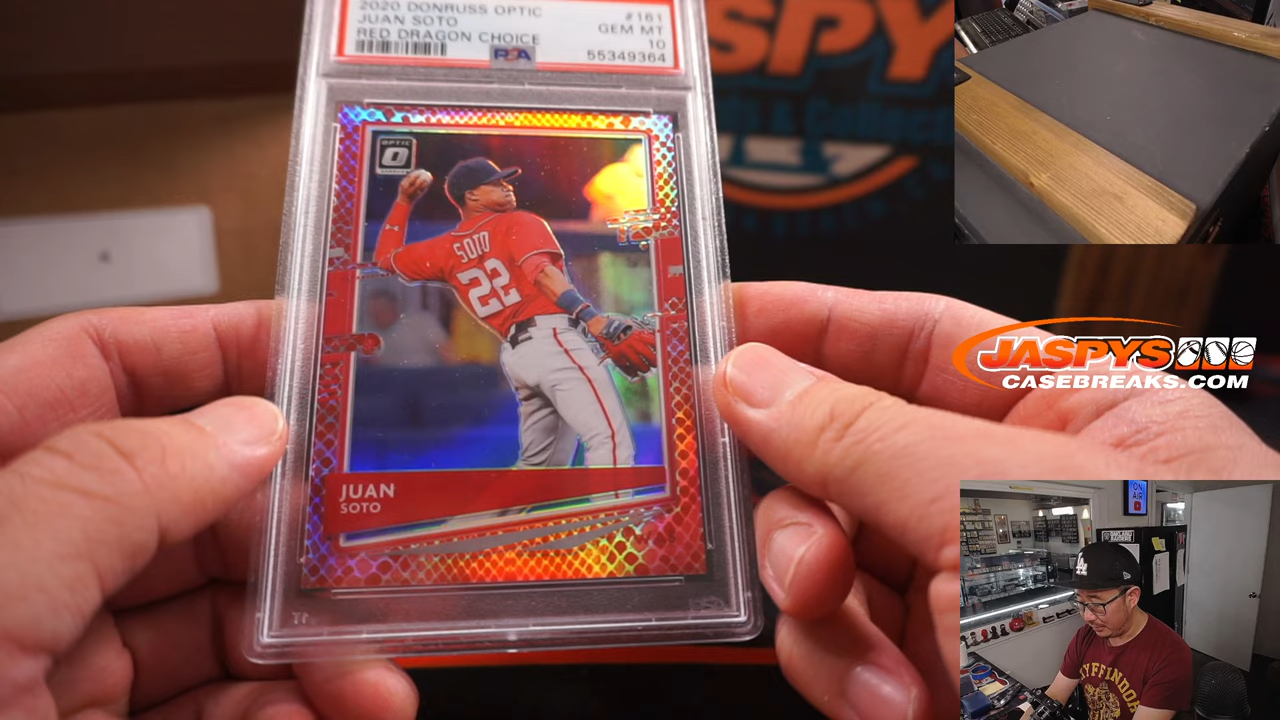 2020 DONRUSS OPTIC
#161
JUAN SOTO
GEM MT
RED DRAGON CHOICE
10
PSA
55349364
OPTIC
SOTO
22
JUAN
SOTO
JASPYS
CASEBREAKS.COM
ON
AIR
LA